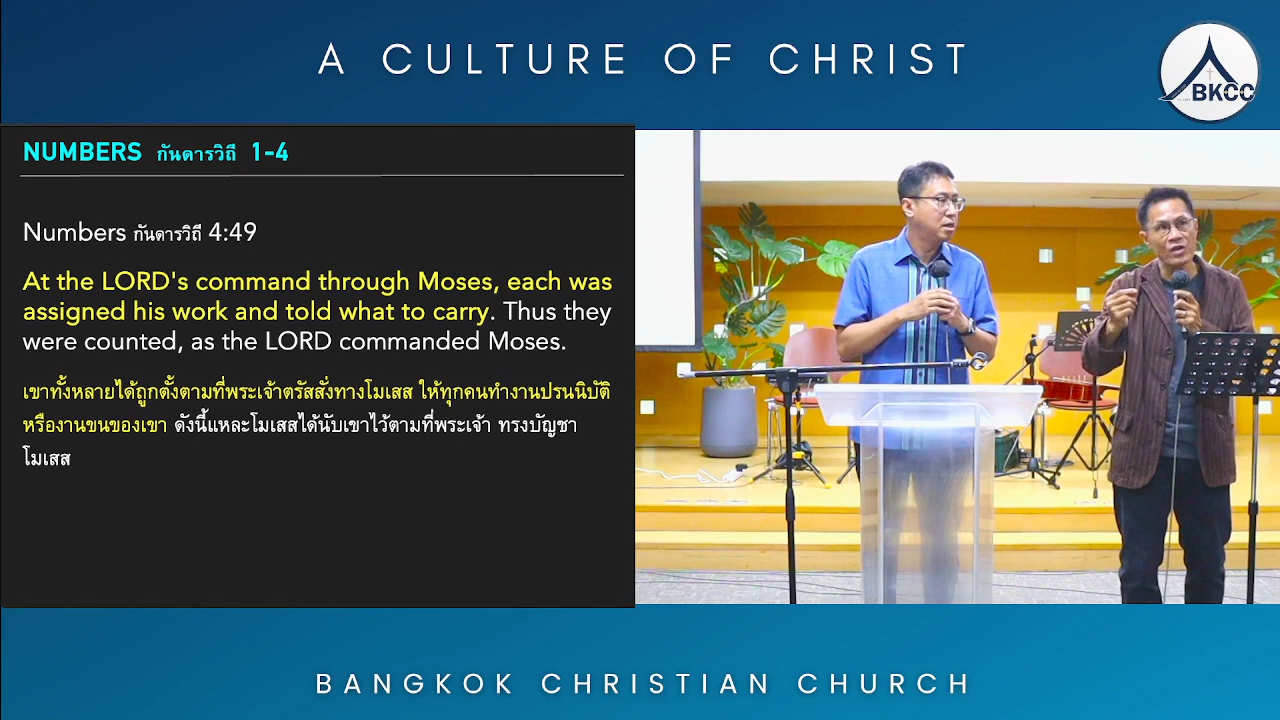 A CULTURE OF CHRIST
BKCC
NUMBERS กันดารวิถี 1-4
Numbers กันดารวิถี 4:49
At the LORD's command through Moses, each was
assigned his work and told what to carry. Thus they
were counted, as the LORD commanded Moses.
เขาทั้งหลายได้ถูกตั้งตามที่พระเจ้าตรัสสั่งทางโมเสส ให้ทุกคนทำงานปรนนิบัติ
หรืองานขนของเขา ดังนี้แหละโมเสสได้นับเขาไว้ตามที่พระเจ้า ทรงบัญชา
โมเสส
BANGKOK CHRISTIAN CHURCH